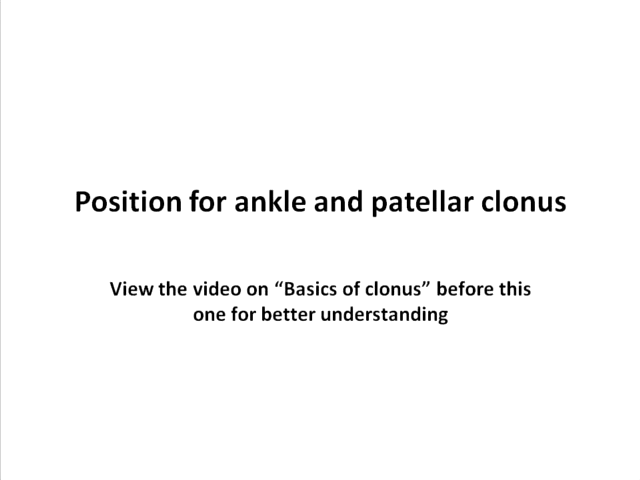 Position for ankle and patellar clonus
View the video on “Basics of clonus” before this
one for better understanding